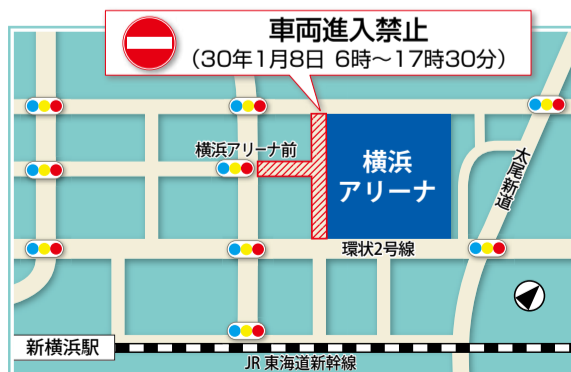 車両進入禁止
(30年1月8日 6時～17時30分)
横浜アリーナ前
横浜
アリーナ
太尾新道
環状2号線
新横浜駅
JR 東海道新幹線